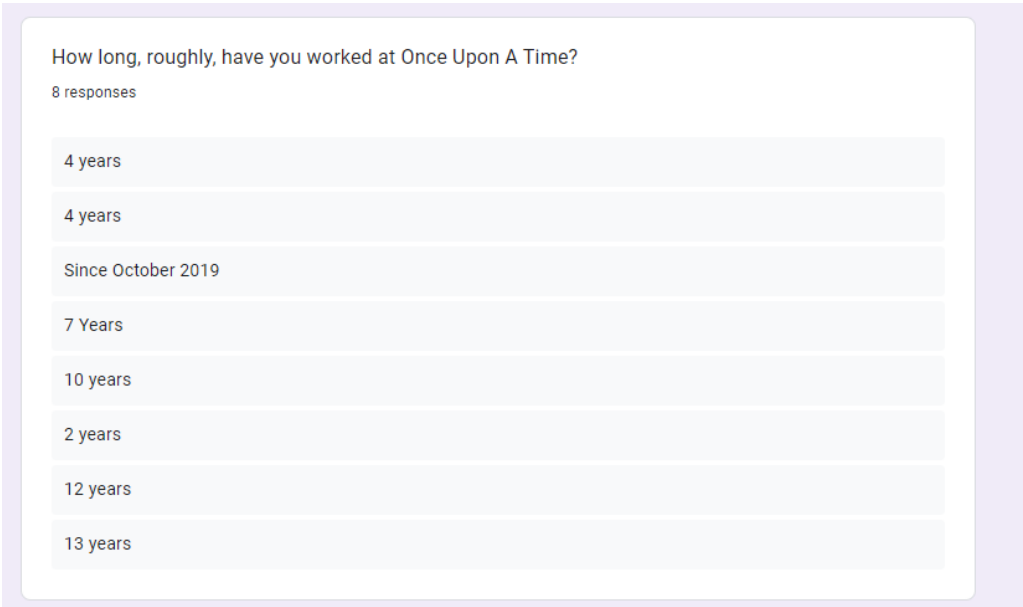 How long, roughly, have you worked at Once Upon A Time?
8 responses
4 years
4 years
Since October 2019
7 Years
10 years
2 years
12 years
13 years